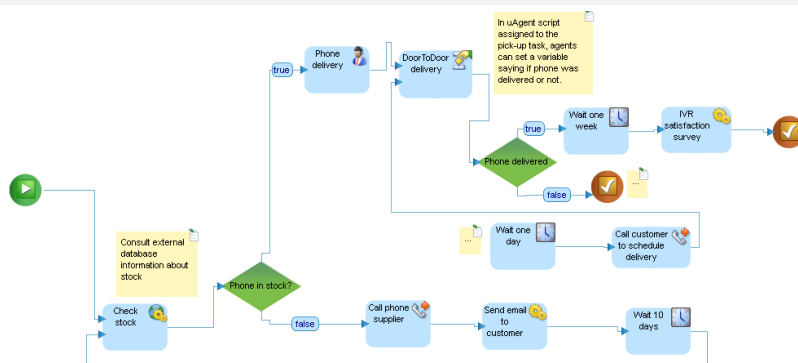 In uAgent script
assigned to the
pick-up task, agents
can set a variable
saying if phone was
delivered or not.
Phone
delivery
DoorToDoor
delivery
true
Wait one
week
IVR
satisfaction
survey
true
Phone delivered
...
false
Wait one
day
...
Call customer
to schedule
delivery
Consult external
database
information about
stock
Phone in stock?
Check
stock
false
Call phone
supplier
Send email
to
customer
Wait 10
days